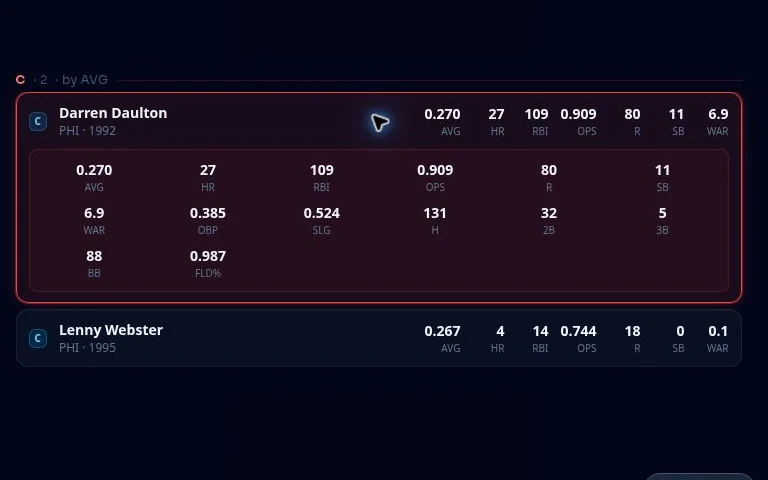 C · 2 · by AVG
C Darren Daulton 0.270 27 109 0.909 80 11 6.9
PHI · 1992 AVG HR RBI OPS R SB WAR
0.270 27 109 0.909 80 11
AVG HR RBI OPS R SB
6.9 0.385 0.524 131 32 5
WAR OBP SLG H 2B 3B
88 0.987
BB FLD%
C Lenny Webster 0.267 4 14 0.744 18 0 0.1
PHI · 1995 AVG HR RBI OPS R SB WAR